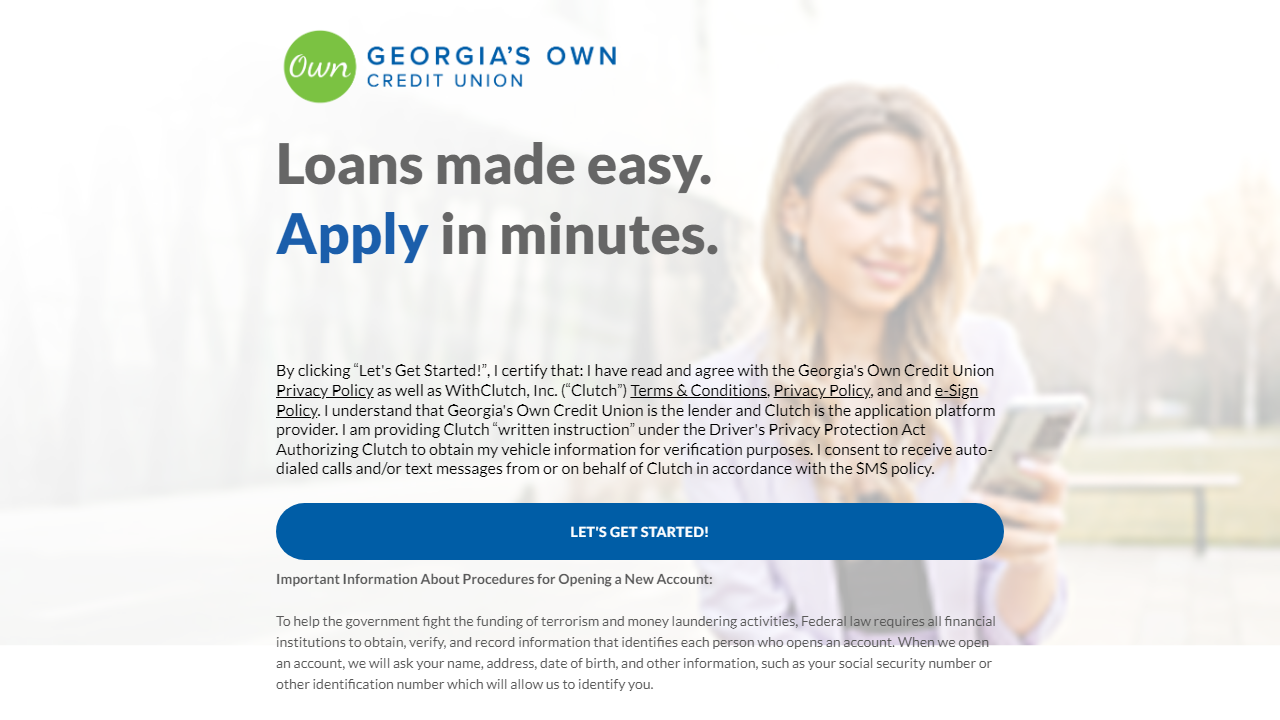 Own
GEORGIA'S OWN
CREDIT UNION
Loans made easy.
Apply in minutes.
By clicking “Let's Get Started!”, I certify that: I have read and agree with the Georgia's Own Credit Union
Privacy Policy as well as WithClutch, Inc. (“Clutch”) Terms & Conditions, Privacy Policy, and and e-Sign
Policy. I understand that Georgia's Own Credit Union is the lender and Clutch is the application platform
provider. I am providing Clutch “written instruction” under the Driver's Privacy Protection Act
Authorizing Clutch to obtain my vehicle information for verification purposes. I consent to receive auto-
dialed calls and/or text messages from or on behalf of Clutch in accordance with the SMS policy.
LET'S GET STARTED!
Important Information About Procedures for Opening a New Account:
To help the government fight the funding of terrorism and money laundering activities, Federal law requires all financial
institutions to obtain, verify, and record information that identifies each person who opens an account. When we open
an account, we will ask your name, address, date of birth, and other information, such as your social security number or
other identification number which will allow us to identify you.